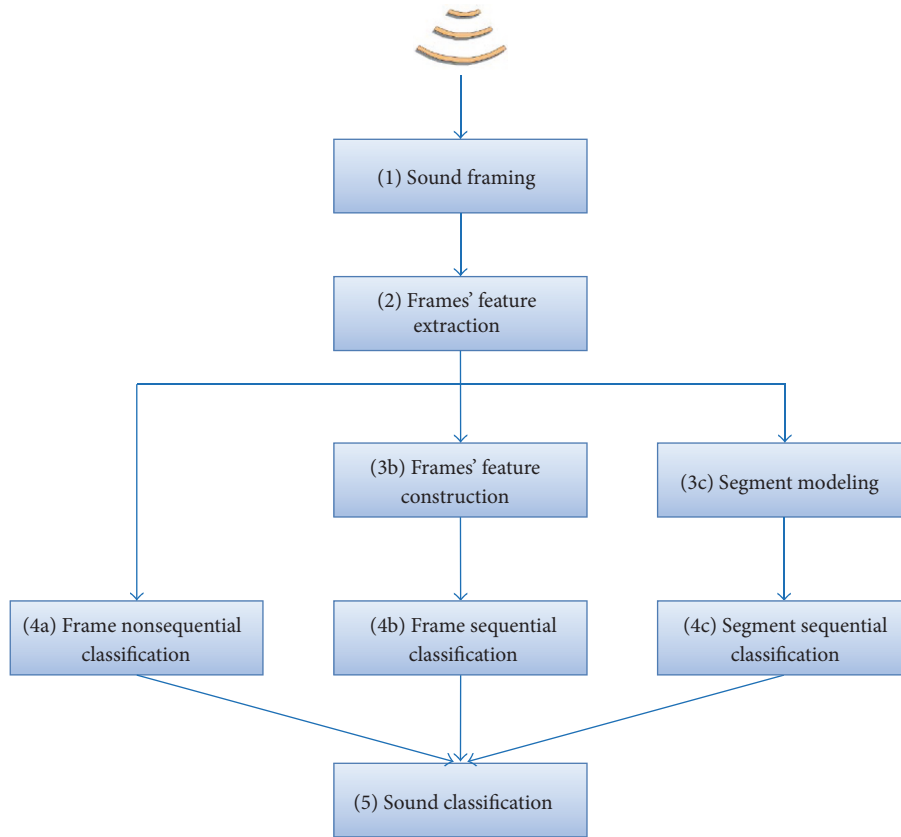 (1) Sound framing
(2) Frames' feature
extraction
(3b) Frames' feature
construction
(3c) Segment modeling
(4a) Frame nonsequential
classification
(4b) Frame sequential
classification
(4c) Segment sequential
classification
(5) Sound classification